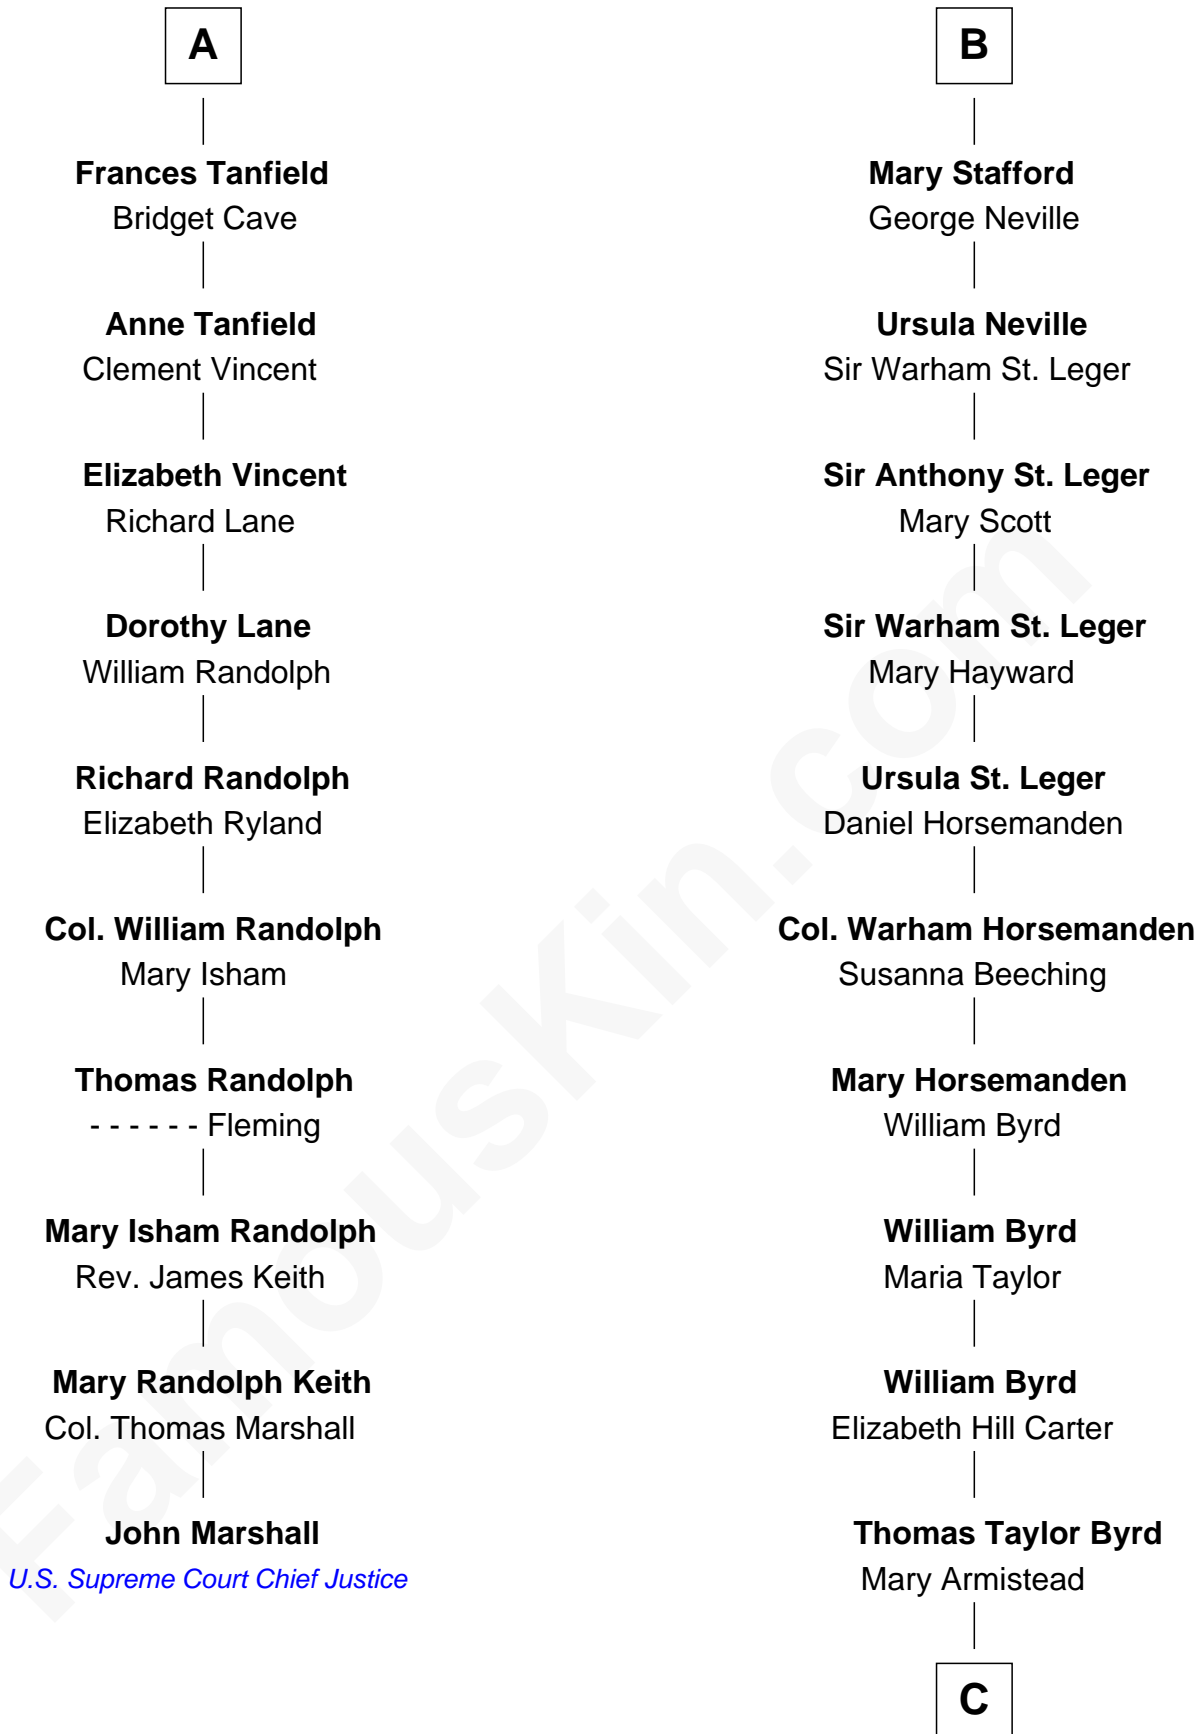 A
Frances Tanfield
Bridget Cave
Anne Tanfield
Clement Vincent
Elizabeth Vincent
Richard Lane
Dorothy Lane
William Randolph
Richard Randolph
Elizabeth Ryland
Col. William Randolph
Mary Isham
Thomas Randolph
- - - - - - Fleming
Mary Isham Randolph
Rev. James Keith
Mary Randolph Keith
Col. Thomas Marshall
John Marshall
U.S. Supreme Court Chief Justice
B
Mary Stafford
George Neville
Ursula Neville
Sir Warham St. Leger
Sir Anthony St. Leger
Mary Scott
Sir Warham St. Leger
Mary Hayward
Ursula St. Leger
Daniel Horsemanden
Col. Warham Horsemanden
Susanna Beeching
Mary Horsemanden
William Byrd
William Byrd
Maria Taylor
William Byrd
Elizabeth Hill Carter
Thomas Taylor Byrd
Mary Armistead
C
FamousKin.com